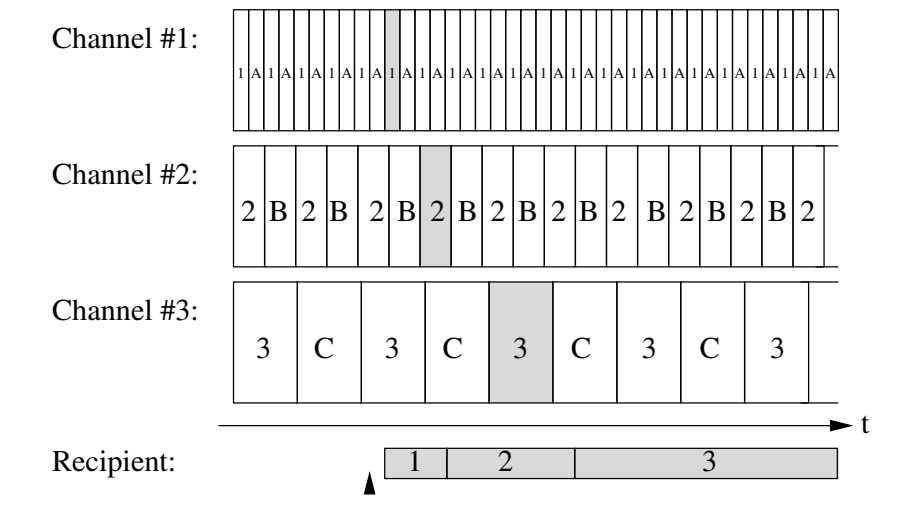 Channel #1: 1 A 1 A 1 A 1 A 1 A 1 A 1 A 1 A 1 A 1 A 1 A 1 A 1 A 1 A 1 A 1 A 1 A 1 A 1 A 1 A
Channel #2: 2 B 2 B 2 B 2 B 2 B 2 B 2 B 2 B 2 B 2
Channel #3: 3 C 3 C 3 C 3 C 3
t
Recipient: 1 2 3